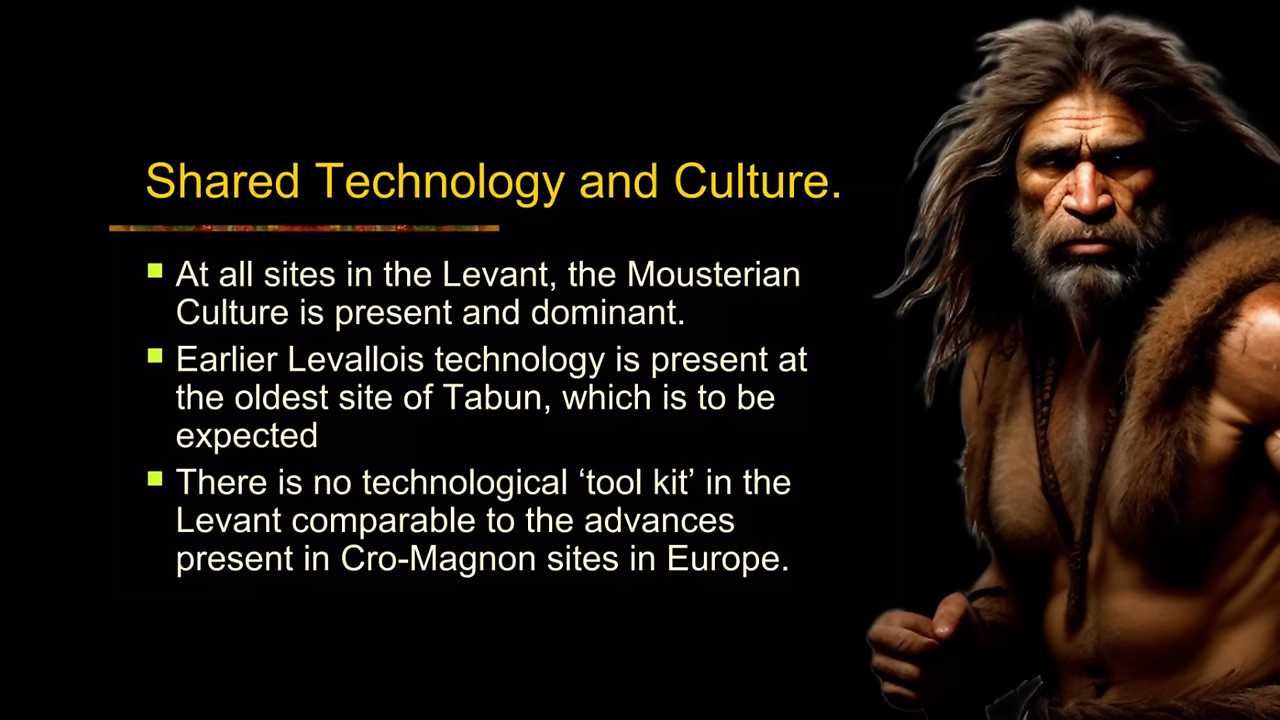 Shared Technology and Culture.
At all sites in the Levant, the Mousterian
Culture is present and dominant.
Earlier Levallois technology is present at
the oldest site of Tabun, which is to be
expected
There is no technological ‘tool kit’ in the
Levant comparable to the advances
present in Cro-Magnon sites in Europe.